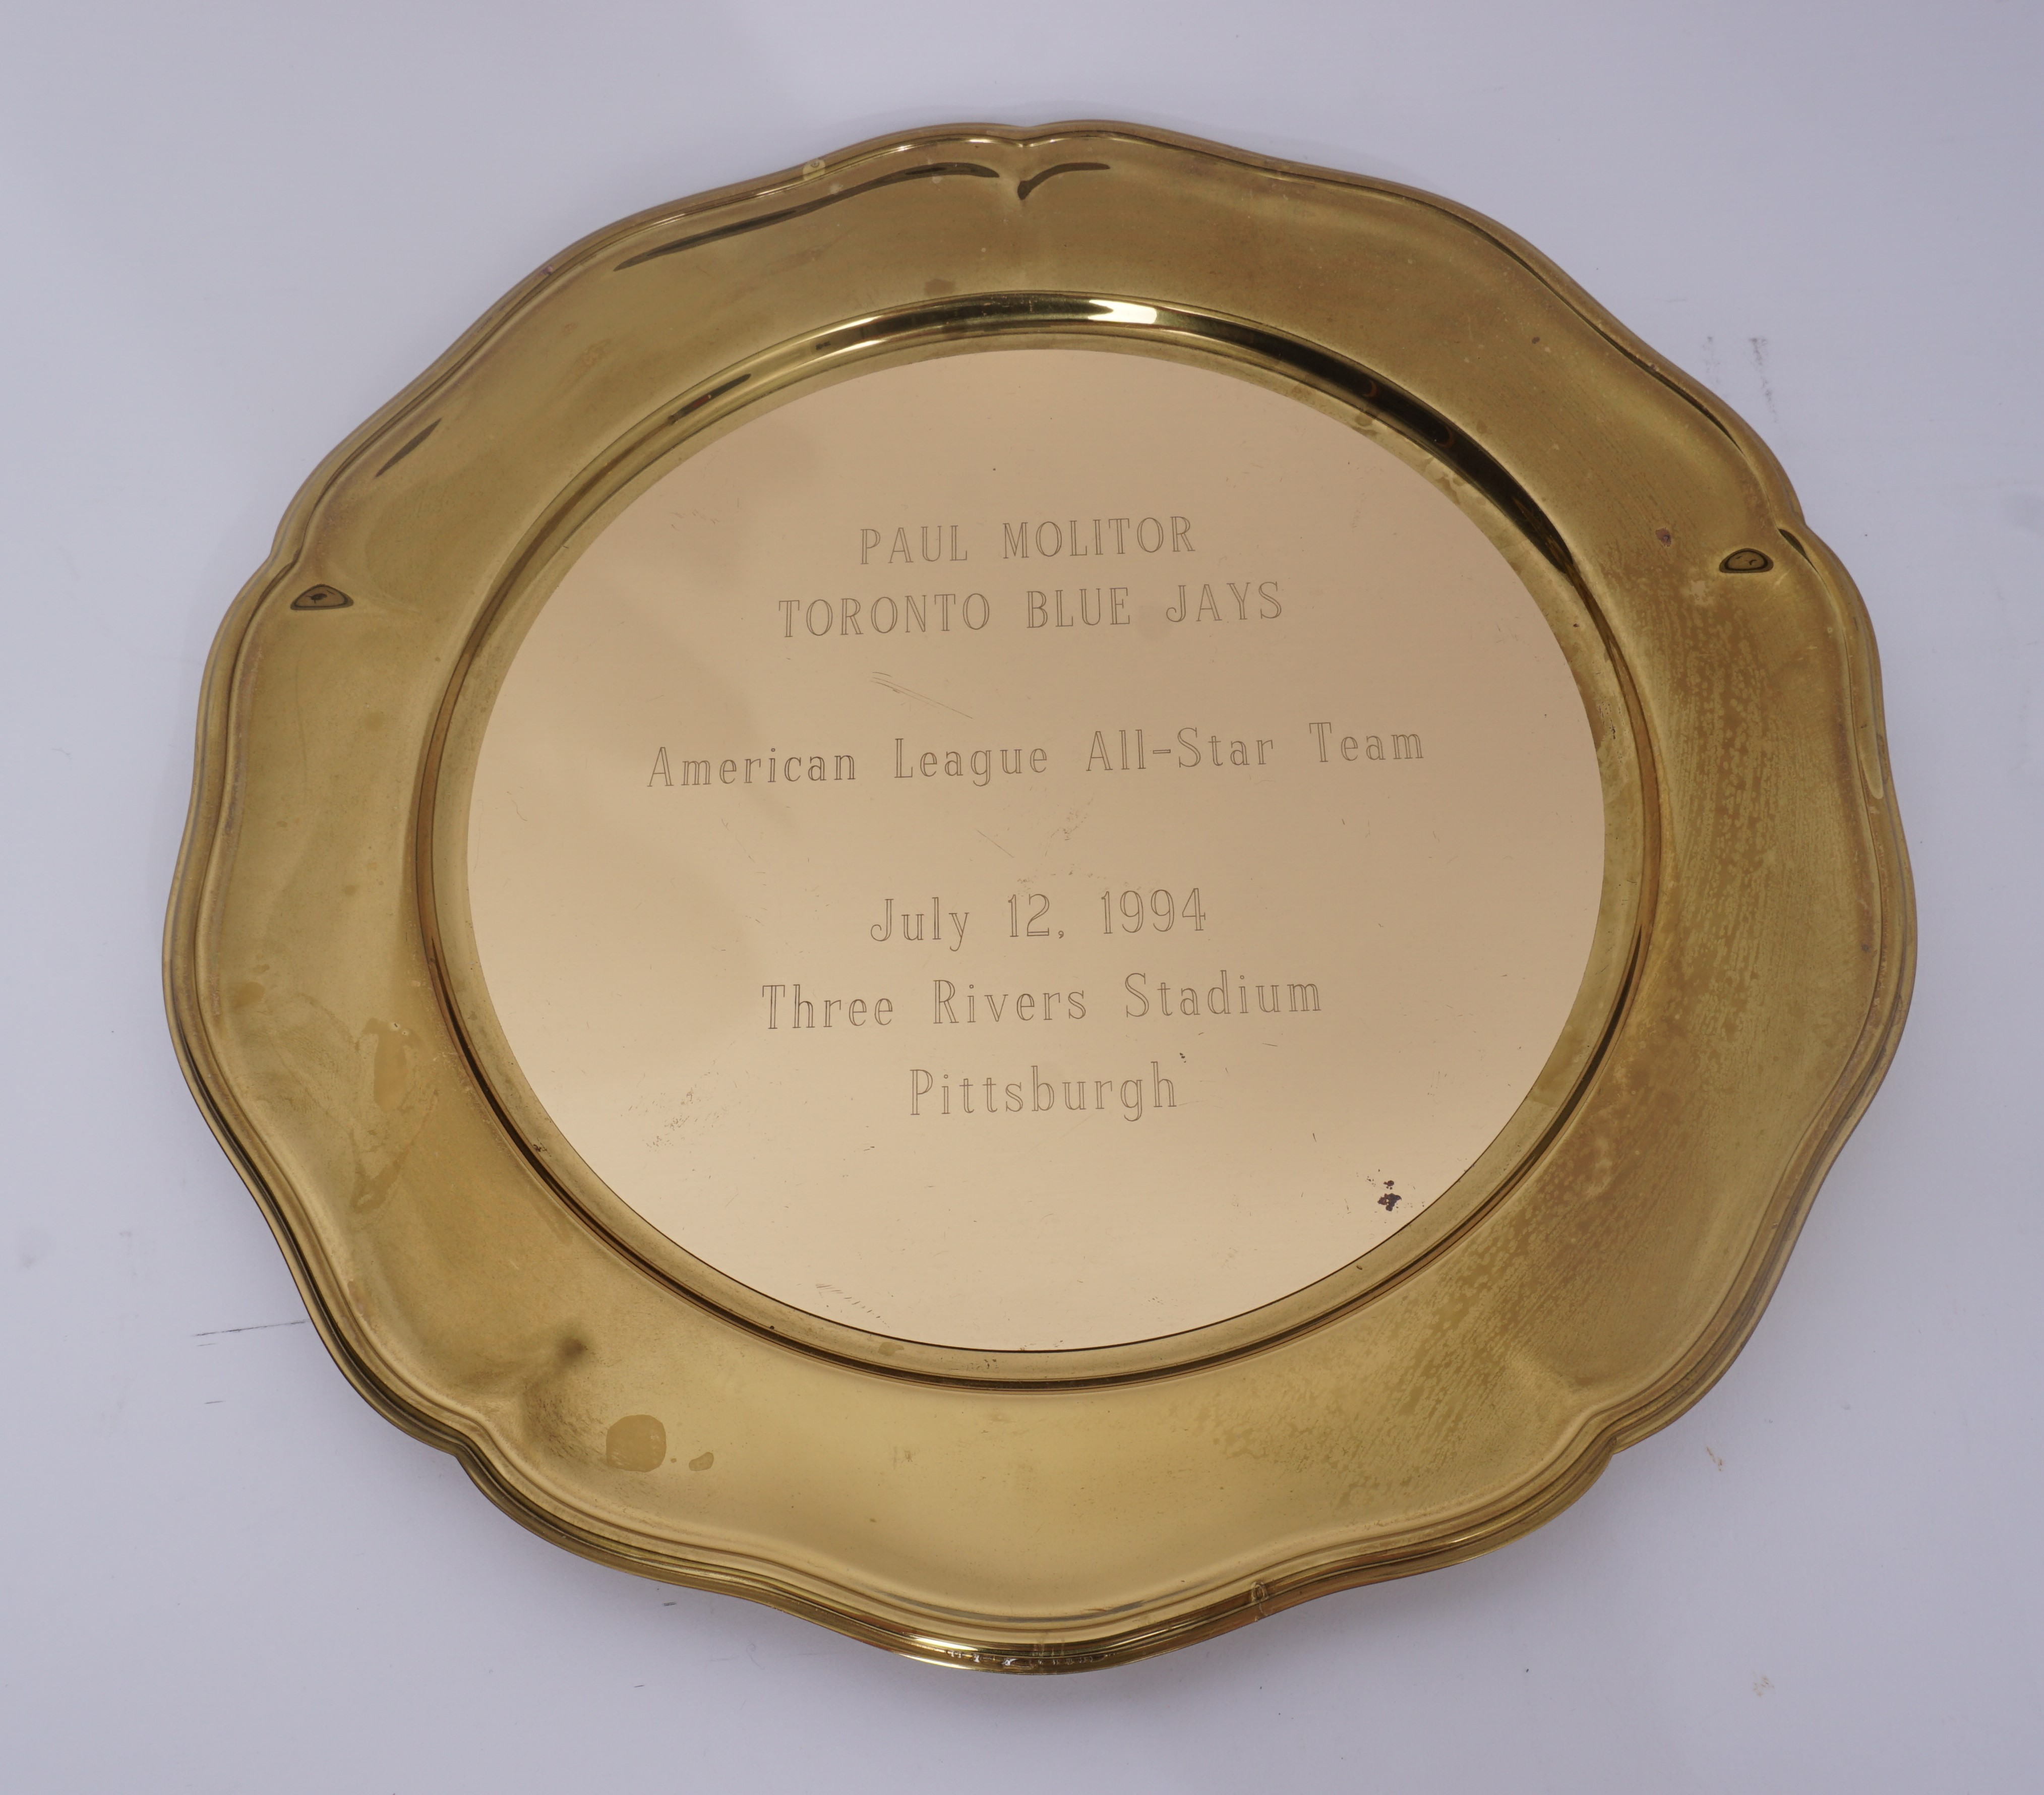 PAUL MOLITOR
TORONTO BLUE JAYS
American League All-Star Team
July 12, 1994
Three Rivers Stadium
Pittsburgh